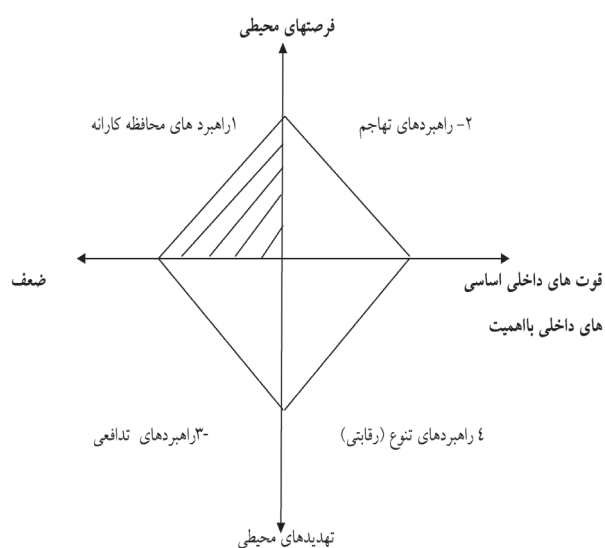 فرصتهای محیطی
۲- راهبردهای تهاجم
۱راهبرد های محافظه کارانه
قوت های داخلی اساسی
ضعف
های داخلی بااهمیت
٤ راهبردهای تنوع (رقابتی)
-۳راهبردهای تدافعی
تهدیدهای محیطی